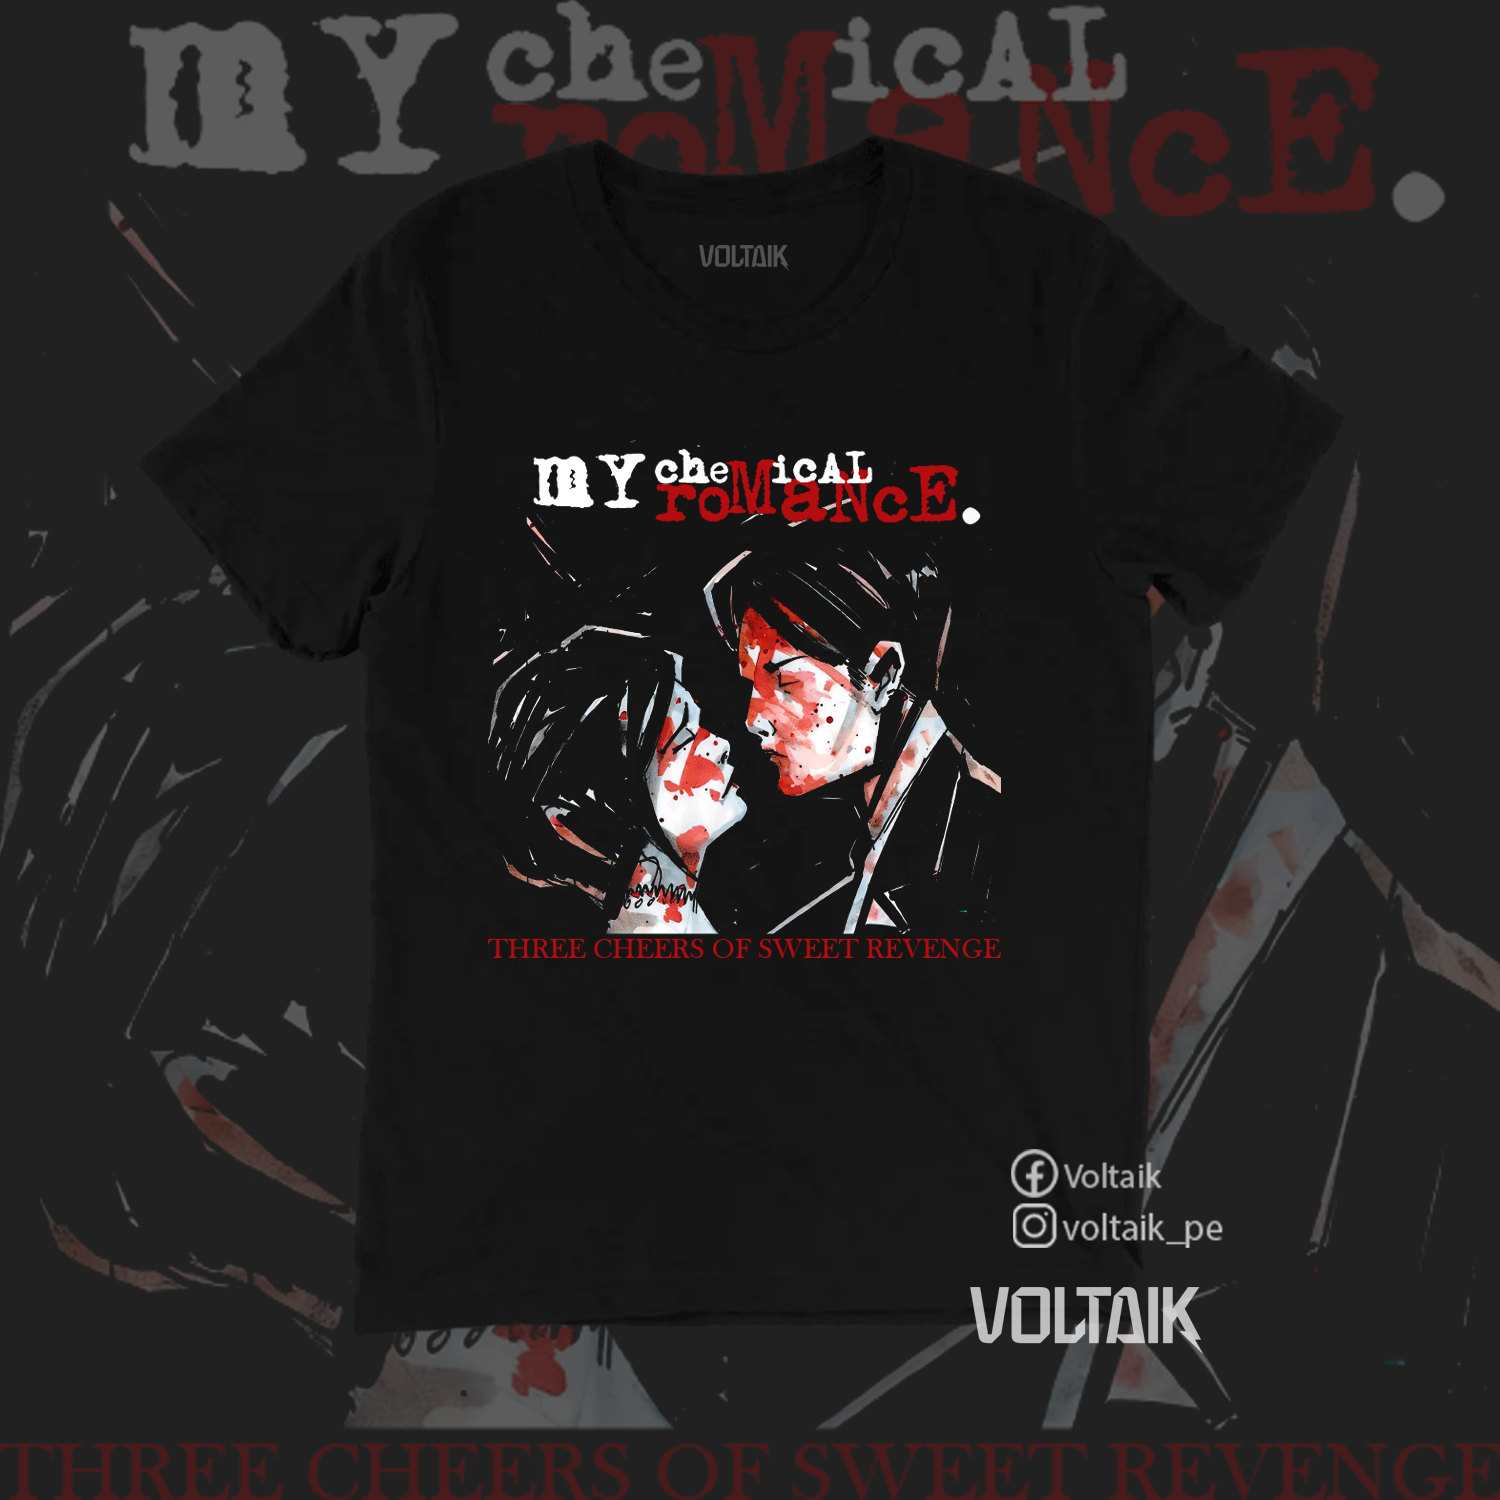 my cheMicAL
roMaNcE.
VOLTAIK
my cheMicAL
roMaNcE.
THREE CHEERS OF SWEET REVENGE
Voltaik
voltaik_pe
VOLTAIK
THREE CHEERS OF SWEET REVENGE